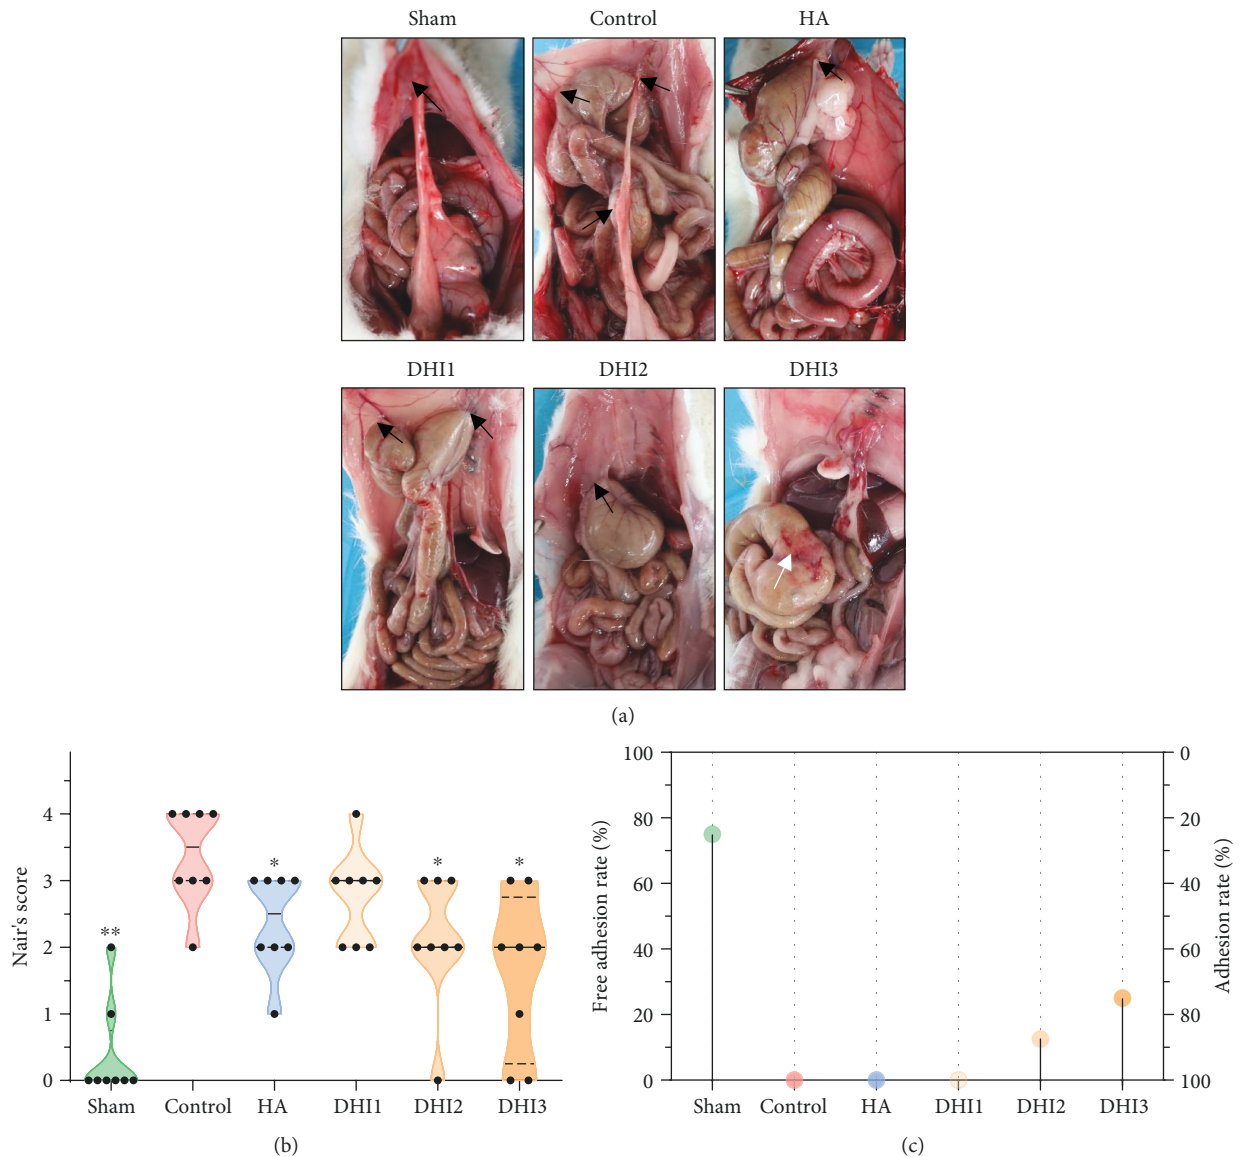 Sham Control HA
DHI1 DHI2 DHI3
(a)
Nair's score
4
3
2
1
0
**
*
*
*
Sham Control HA DHI1 DHI2 DHI3
(b)
Free adhesion rate (%)
100
80
60
40
20
0
Adhesion rate (%)
0
20
40
60
80
100
Sham Control HA DHI1 DHI2 DHI3
(c)